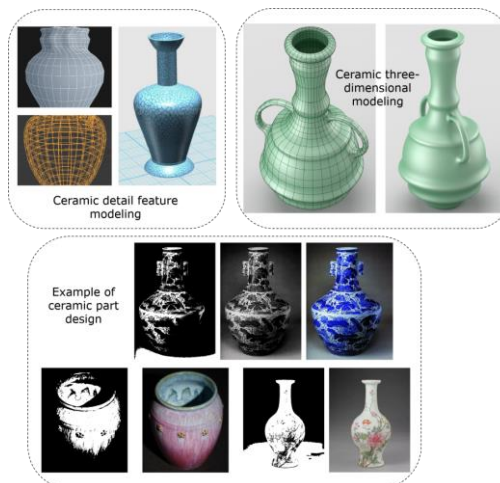 Ceramic detail feature
modeling
Ceramic three-
dimensional
modeling
Example of
ceramic part
design